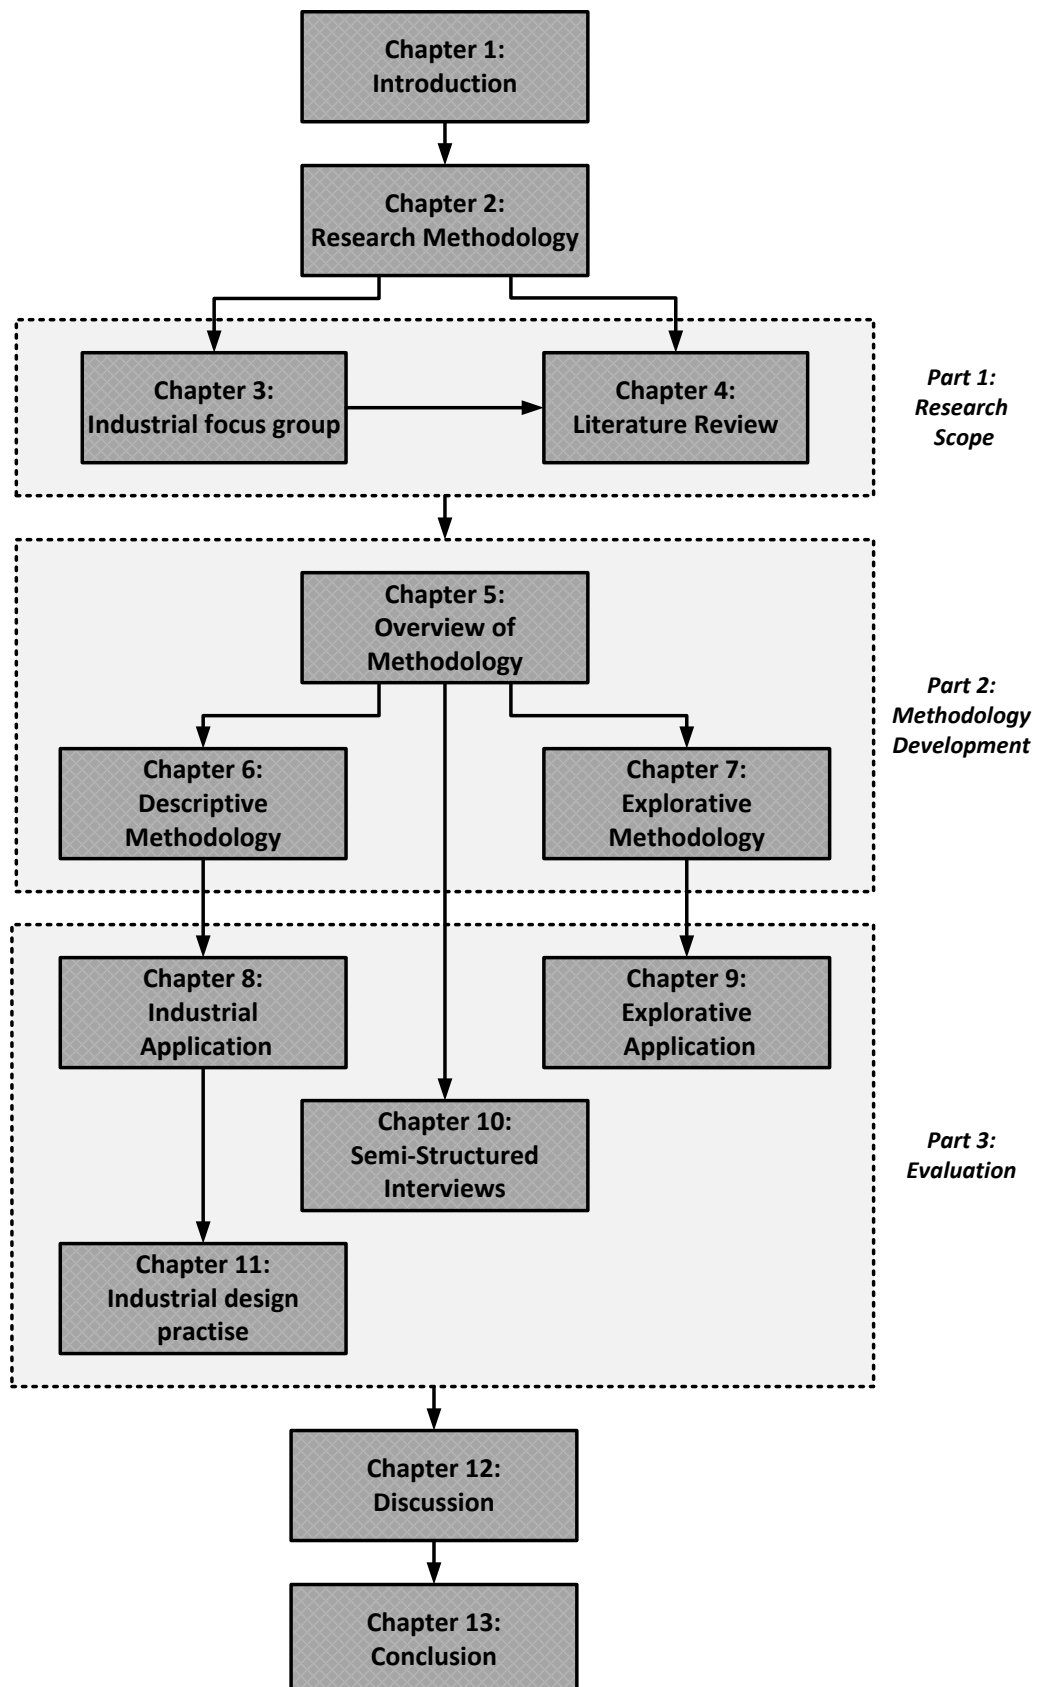 Chapter 1:
Introduction
Chapter 2:
Research Methodology
Chapter 3:
Industrial focus group
Chapter 4:
Literature Review
Part 1:
Research
Scope
Chapter 5:
Overview of
Methodology
Part 2:
Methodology
Development
Chapter 6:
Descriptive
Methodology
Chapter 7:
Explorative
Methodology
Chapter 8:
Industrial
Application
Chapter 9:
Explorative
Application
Chapter 10:
Semi-Structured
Interviews
Part 3:
Evaluation
Chapter 11:
Industrial design
practise
Chapter 12:
Discussion
Chapter 13:
Conclusion